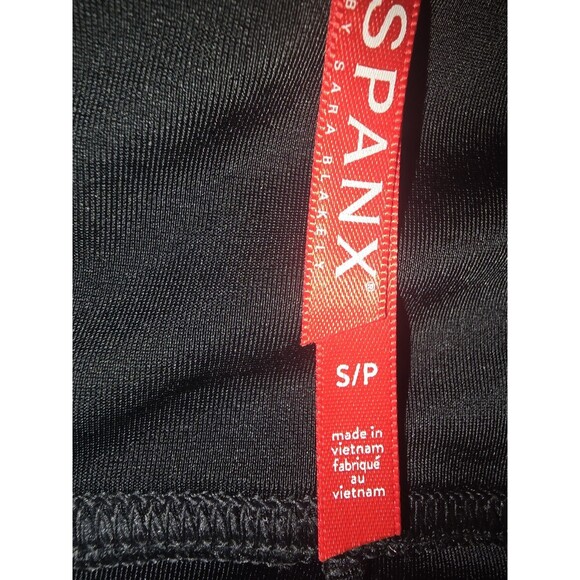 SPANX®
BY SARA BLAKELY
S/P
made in
vietnam
fabriqué
au
vietnam